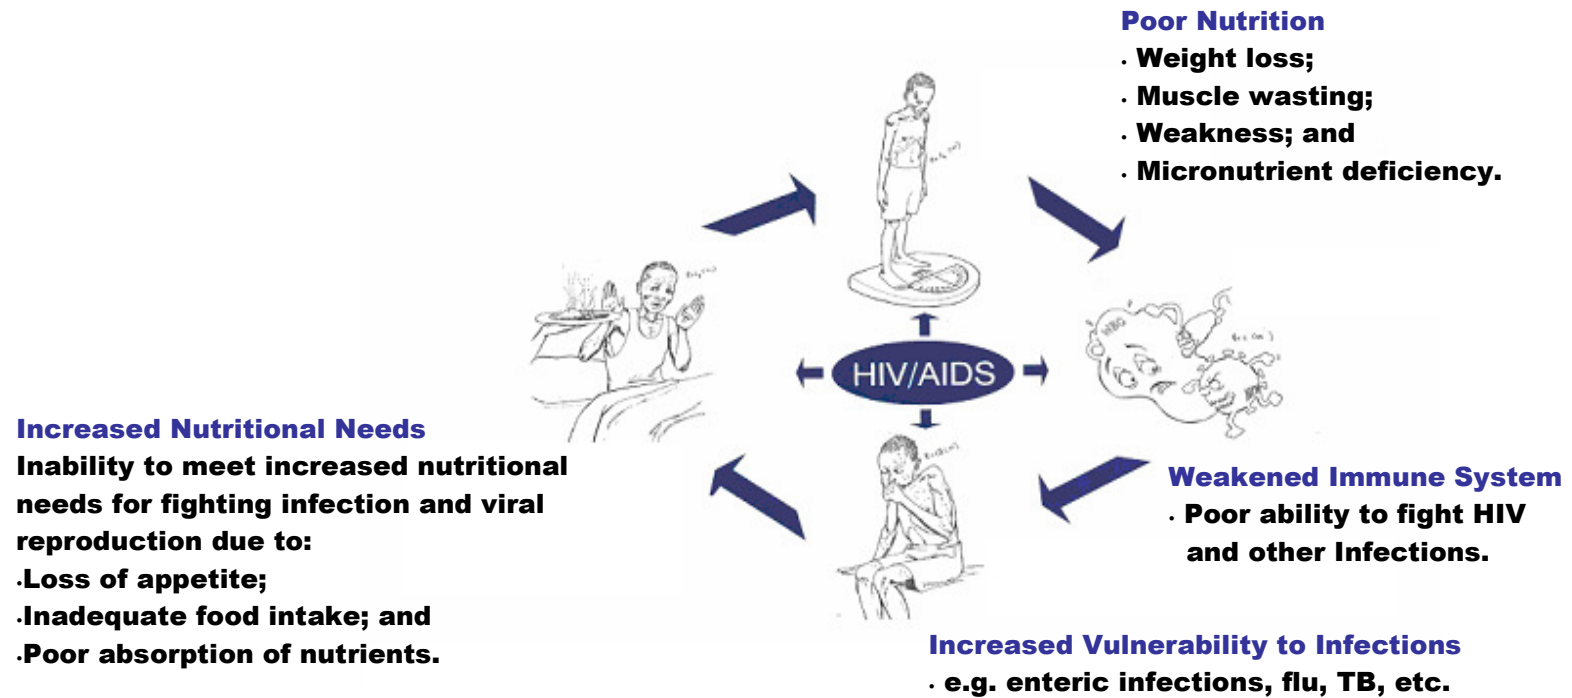 Poor Nutrition
· Weight loss;
· Muscle wasting;
· Weakness; and
· Micronutrient deficiency.
HIV/AIDS
WBC
Weakened Immune System
· Poor ability to fight HIV
and other Infections.
Increased Vulnerability to Infections
· e.g. enteric infections, flu, TB, etc.
Increased Nutritional Needs
Inability to meet increased nutritional
needs for fighting infection and viral
reproduction due to:
·Loss of appetite;
·Inadequate food intake; and
·Poor absorption of nutrients.